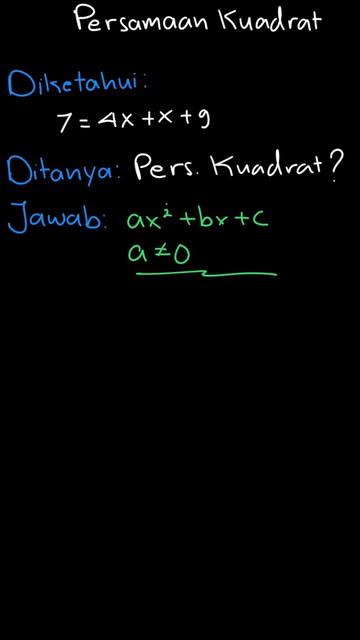 Persamaan Kuadrat
Diketahui:
7 = 4x + x + 9
Ditanya: Pers. Kuadrat?
Jawab: ax² + bx + c
a ≠ 0